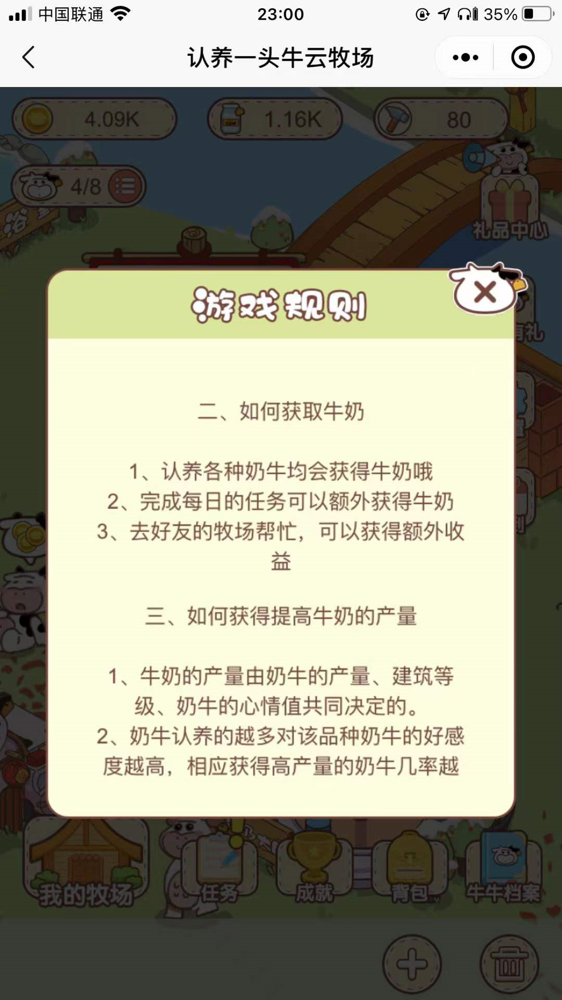 中国联通
23:00
35%
认养一头牛云牧场
4.09K
1.16K
80
4/8
浴
礼品中心
游戏规则
有礼
二、如何获取牛奶
1、认养各种奶牛均会获得牛奶哦
2、完成每日的任务可以额外获得牛奶
3、去好友的牧场帮忙，可以获得额外收
益
三、如何获得提高牛奶的产量
1、牛奶的产量由奶牛的产量、建筑等
级、奶牛的心情值共同决定的。
2、奶牛认养的越多对该品种奶牛的好感
度越高，相应获得高产量的奶牛几率越
我的牧场
任务
成就
背包
牛牛档案